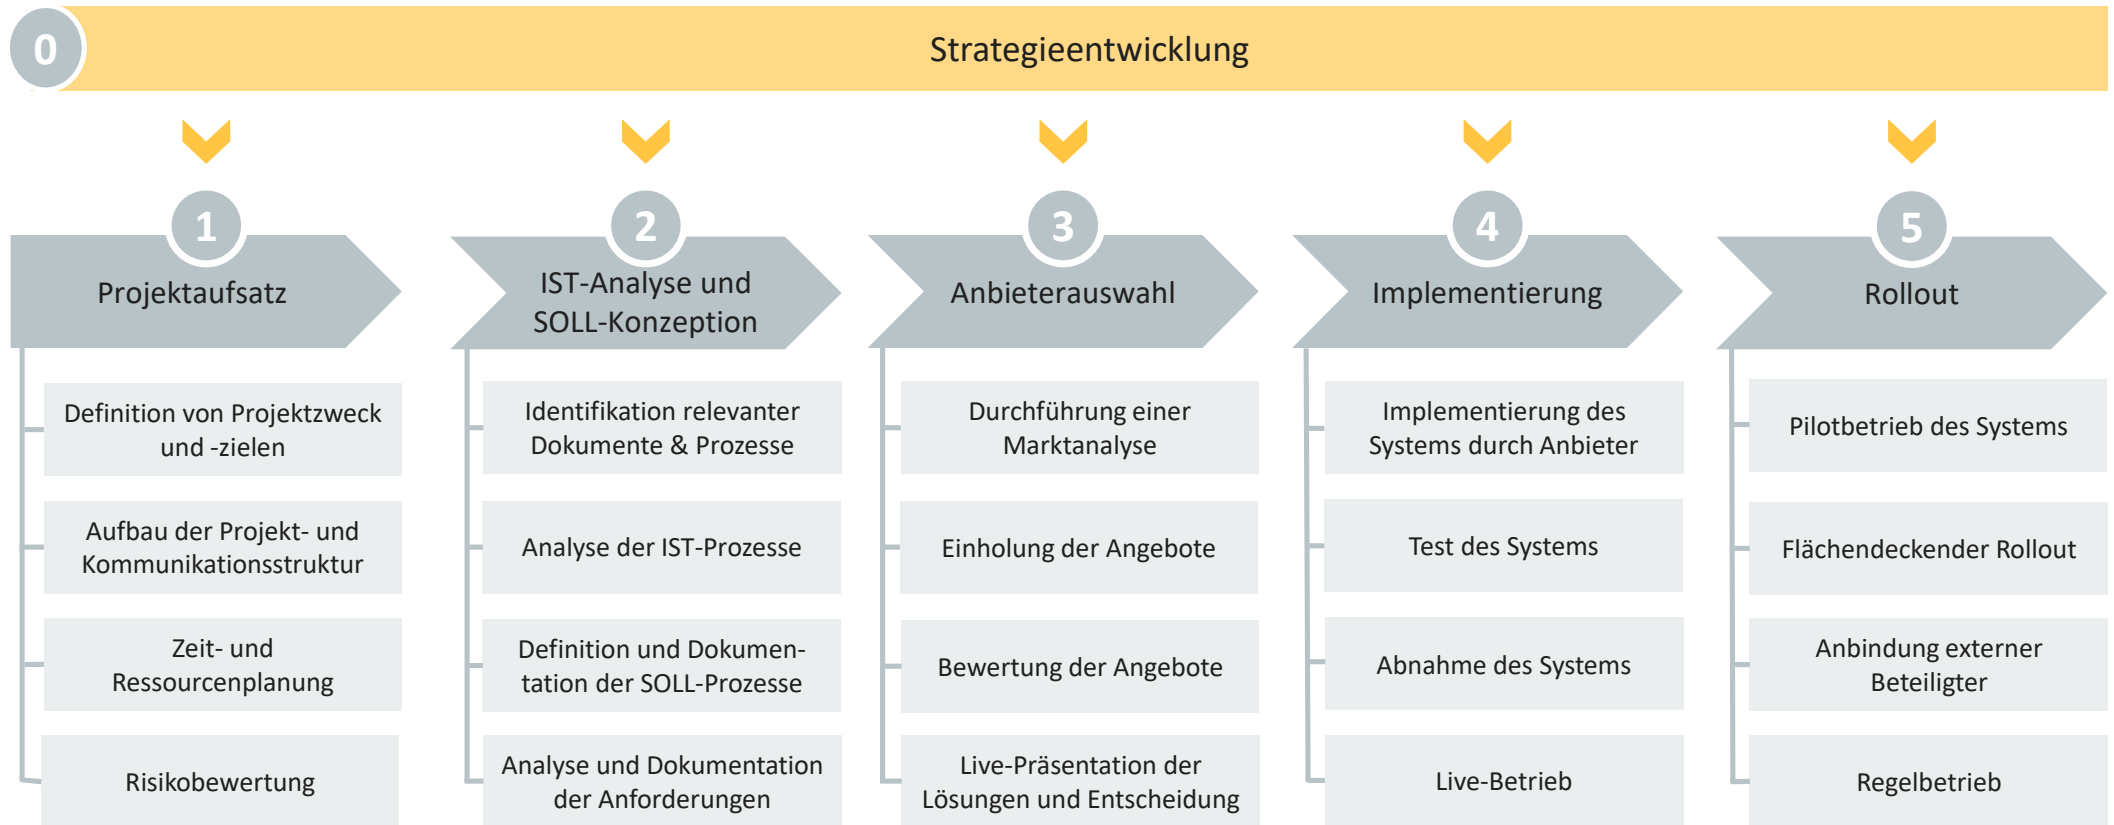 0
Strategieentwicklung
1
Projektaufsatz
Definition von Projektzweck
und -zielen
Aufbau der Projekt- und
Kommunikationsstruktur
Zeit- und
Ressourcenplanung
Risikobewertung
2
IST-Analyse und
SOLL-Konzeption
Identifikation relevanter
Dokumente & Prozesse
Analyse der IST-Prozesse
Definition und Dokumen-
tation der SOLL-Prozesse
Analyse und Dokumentation
der Anforderungen
3
Anbieterauswahl
Durchführung einer
Marktanalyse
Einholung der Angebote
Bewertung der Angebote
Live-Präsentation der
Lösungen und Entscheidung
4
Implementierung
Implementierung des
Systems durch Anbieter
Test des Systems
Abnahme des Systems
Live-Betrieb
5
Rollout
Pilotbetrieb des Systems
Flächendeckender Rollout
Anbindung externer
Beteiligter
Regelbetrieb